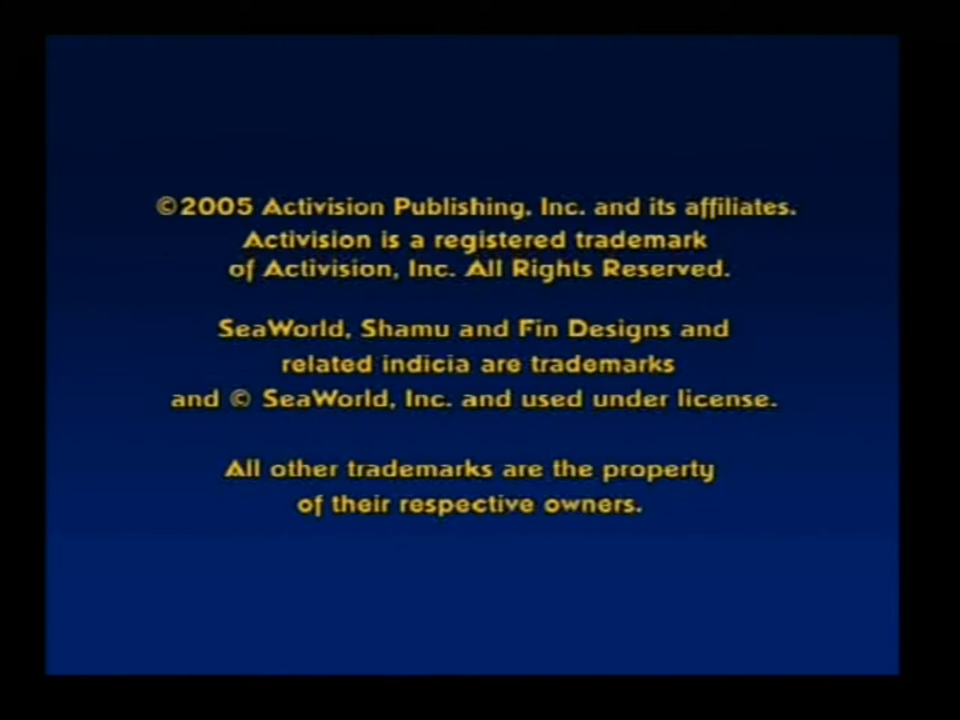 ©2005 Activision Publishing, Inc. and its affiliates.
Activision is a registered trademark
of Activision, Inc. All Rights Reserved.
SeaWorld, Shamu and Fin Designs and
related indicia are trademarks
and © SeaWorld, Inc. and used under license.
All other trademarks are the property
of their respective owners.